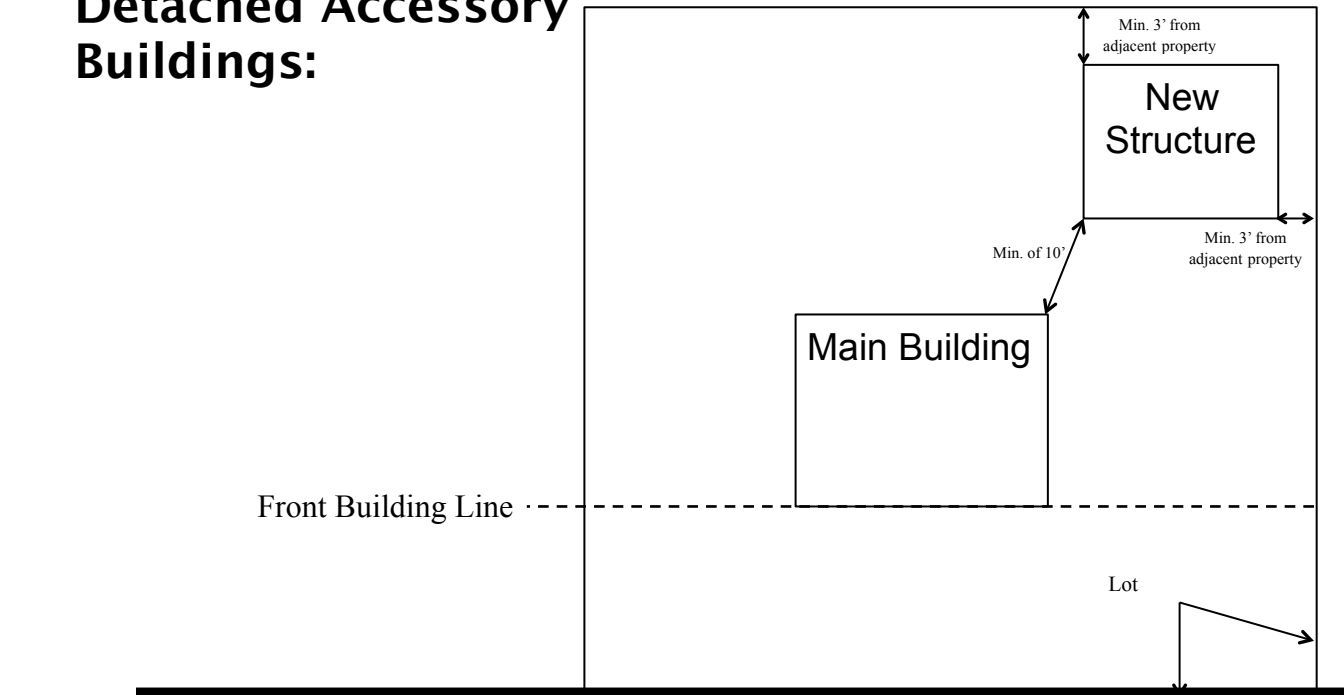 Detached Accessory
Buildings:
Min. 3’ from
adjacent property
New
Structure
Min. 3’ from
adjacent property
Min. of 10’
Main Building
Front Building Line
Lot